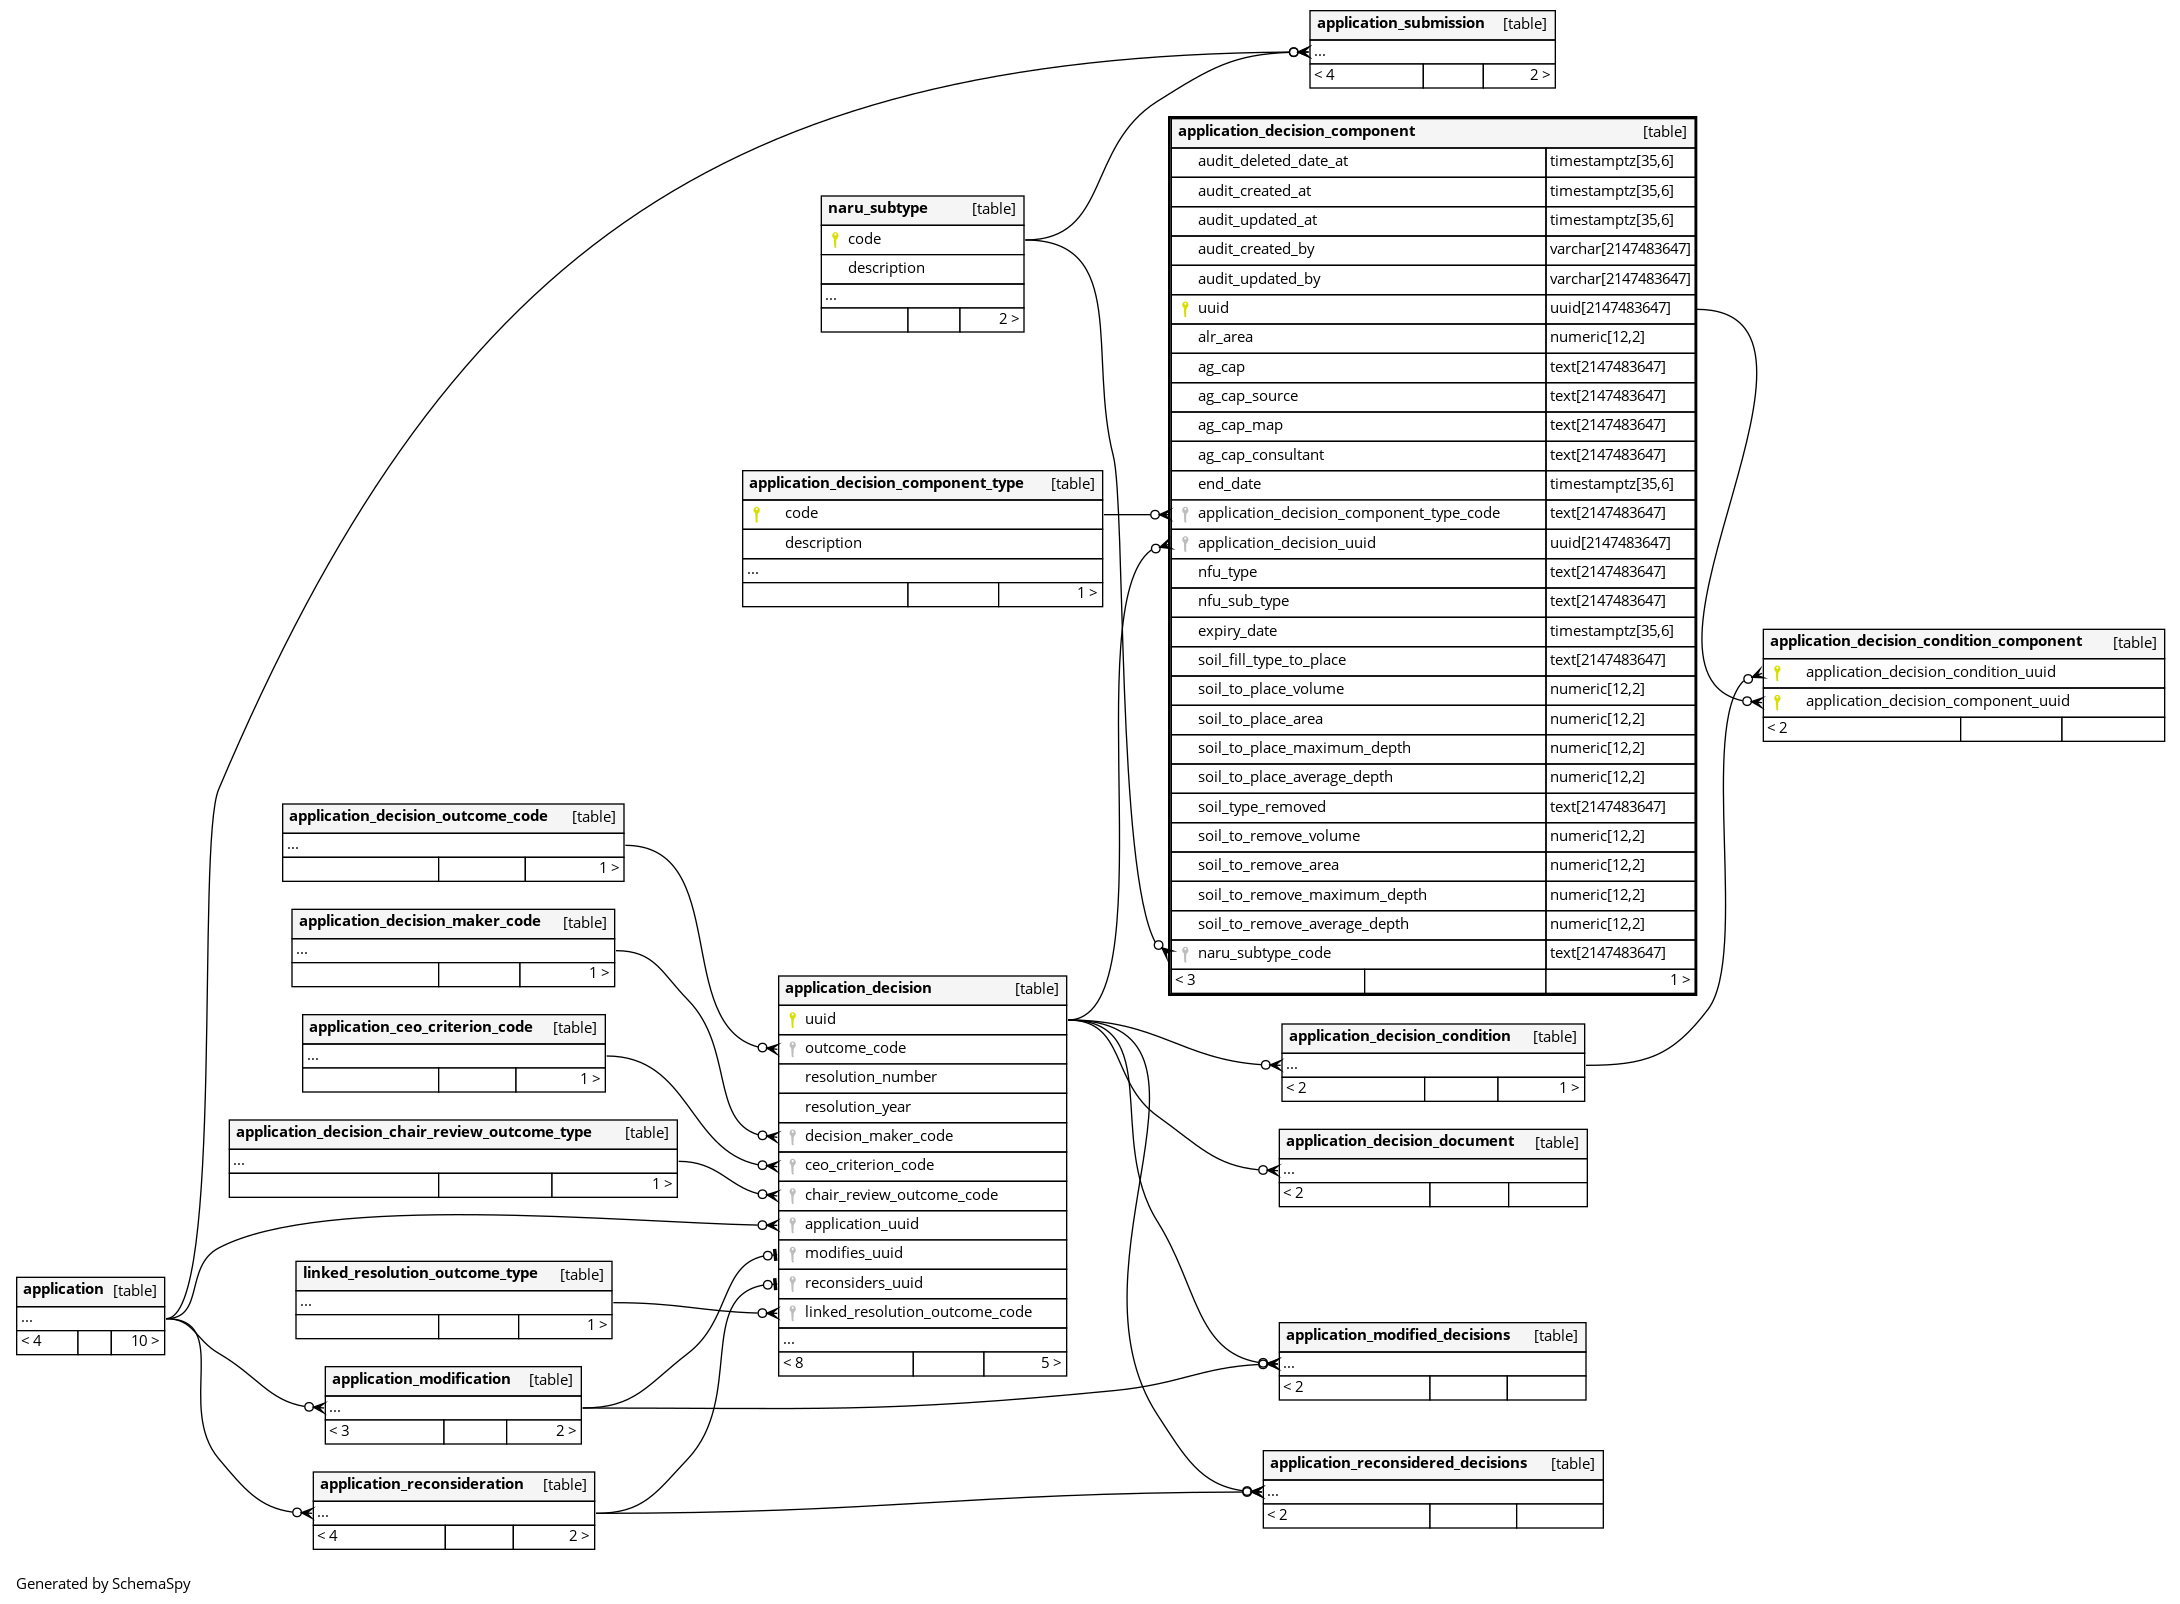 application_submission [table]
...
< 4 2 >
application_decision_component [table]
audit_deleted_date_at timestamptz[35,6]
audit_created_at timestamptz[35,6]
audit_updated_at timestamptz[35,6]
audit_created_by varchar[2147483647]
audit_updated_by varchar[2147483647]
uuid uuid[2147483647]
alr_area numeric[12,2]
ag_cap text[2147483647]
ag_cap_source text[2147483647]
ag_cap_map text[2147483647]
ag_cap_consultant text[2147483647]
end_date timestamptz[35,6]
application_decision_component_type_code text[2147483647]
application_decision_uuid uuid[2147483647]
nfu_type text[2147483647]
nfu_sub_type text[2147483647]
expiry_date timestamptz[35,6]
soil_fill_type_to_place text[2147483647]
soil_to_place_volume numeric[12,2]
soil_to_place_area numeric[12,2]
soil_to_place_maximum_depth numeric[12,2]
soil_to_place_average_depth numeric[12,2]
soil_type_removed text[2147483647]
soil_to_remove_volume numeric[12,2]
soil_to_remove_area numeric[12,2]
soil_to_remove_maximum_depth numeric[12,2]
soil_to_remove_average_depth numeric[12,2]
naru_subtype_code text[2147483647]
< 3 1 >
naru_subtype [table]
code
description
...
2 >
application_decision_component_type [table]
code
description
...
1 >
application_decision_condition_component [table]
application_decision_condition_uuid
application_decision_component_uuid
< 2
application_decision_outcome_code [table]
...
1 >
application_decision_maker_code [table]
...
1 >
application_ceo_criterion_code [table]
...
1 >
application_decision_chair_review_outcome_type [table]
...
1 >
application_decision [table]
uuid
outcome_code
resolution_number
resolution_year
decision_maker_code
ceo_criterion_code
chair_review_outcome_code
application_uuid
modifies_uuid
reconsiders_uuid
linked_resolution_outcome_code
...
< 8 5 >
application_decision_condition [table]
...
< 2 1 >
application_decision_document [table]
...
< 2
application [table]
...
< 4 10 >
linked_resolution_outcome_type [table]
...
1 >
application_modification [table]
...
< 3 2 >
application_modified_decisions [table]
...
< 2
application_reconsideration [table]
...
< 4 2 >
application_reconsidered_decisions [table]
...
< 2
Generated by SchemaSpy